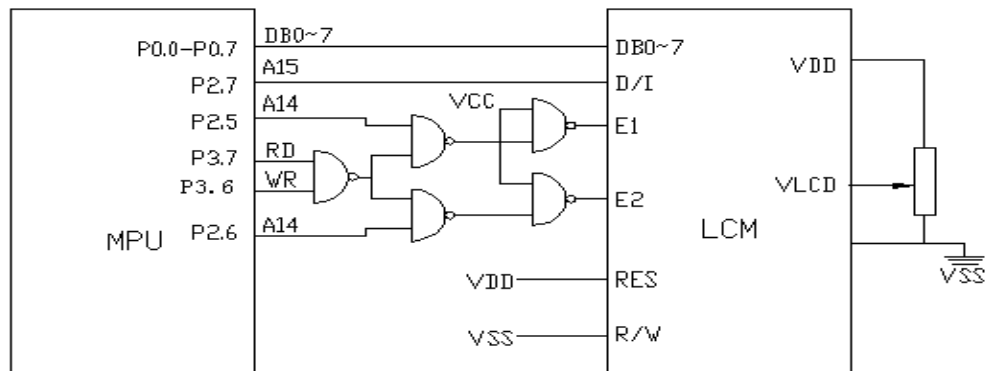 P0.0-P0.7 DB0~7 DB0~7
P2.7 A15 D/I VDD
P2.5 A14 VCC E1
P3.7 RD
P3.6 WR E2 VLCD
P2.6 A14
MPU LCM
VDD RES VSS
VSS R/W